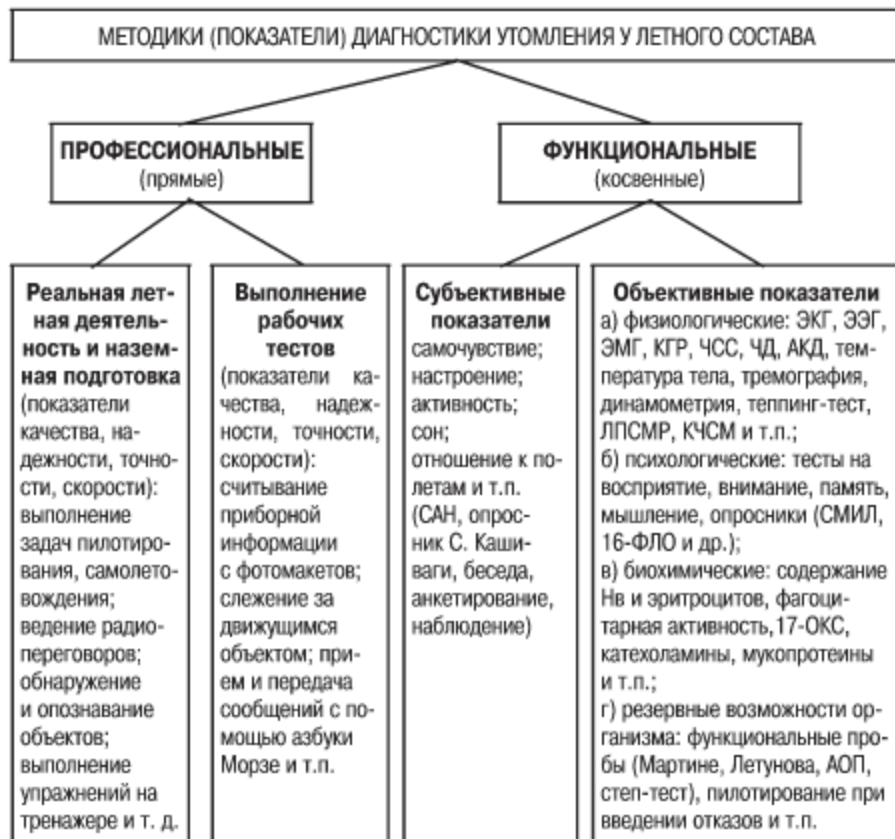 МЕТОДИКИ (ПОКАЗАТЕЛИ) ДИАГНОСТИКИ УТОМЛЕНИЯ У ЛЕТНОГО СОСТАВА
ПРОФЕССИОНАЛЬНЫЕ
(прямые)
ФУНКЦИОНАЛЬНЫЕ
(косвенные)
Реальная лет-
ная деятель-
ность и назем-
ная подготовка
(показатели
качества, на-
дежности, точно-
сти, скорости):
выполнение
задач пилотиро-
вания, самолето-
вождения;
ведение радио-
переговоров;
обнаружение
и опознавание
объектов;
выполнение
упражнений на
тренажере и т. д.
Выполнение
рабочих
тестов
(показатели ка-
чества, надеж-
ности, точности,
скорости):
считывание
приборной
информации
с фотомакетов;
слежение за
движущимся
объектом; при-
ем и передача
сообщений с по-
мощью азбуки
Морзе и т.п.
Субъективные
показатели
самочувствие;
настроение;
активность;
сон;
отношение к по-
летам и т.п.
(САН, опрос-
ник С. Каши-
ваги, беседа,
анкетирование,
наблюдение)
Объективные показатели
а) физиологические: ЭКГ, ЭЭГ,
ЭМГ, КГР, ЧСС, ЧД, АКД, тем-
пература тела, тремография,
динамометрия, теппинг-тест,
ЛПСМР, КЧСМ и т.п.;
б) психологические: тесты на
восприятие, внимание, память,
мышление, опросники (СМИЛ,
16-ФЛО и др.);
в) биохимические: содержание
Нв и эритроцитов, фагоци-
тарная активность,17-ОКС,
катехоламины, мукопротеины
и т.п.;
г) резервные возможности ор-
ганизма: функциональные про-
бы (Мартине, Летунова, АОП,
степ-тест), пилотирование при
введении отказов и т.п.